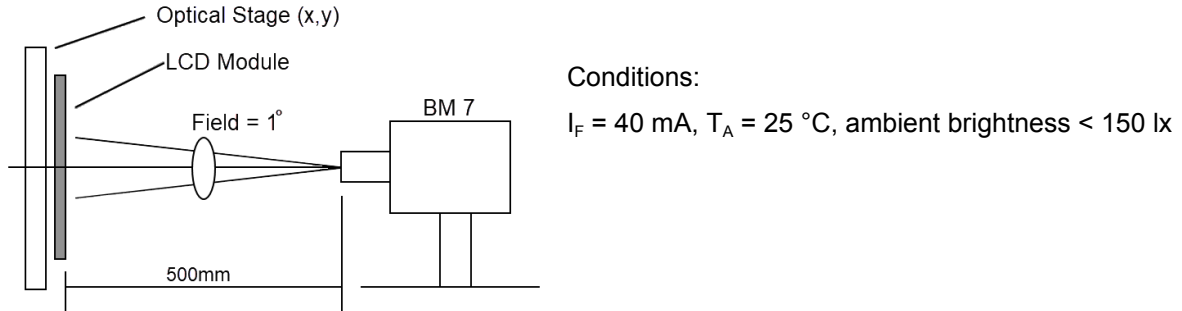 Optical Stage (x,y)
LCD Module
Field = 1°
BM 7
500mm
Conditions:
I_F = 40 mA, T_A = 25 °C, ambient brightness < 150 lx